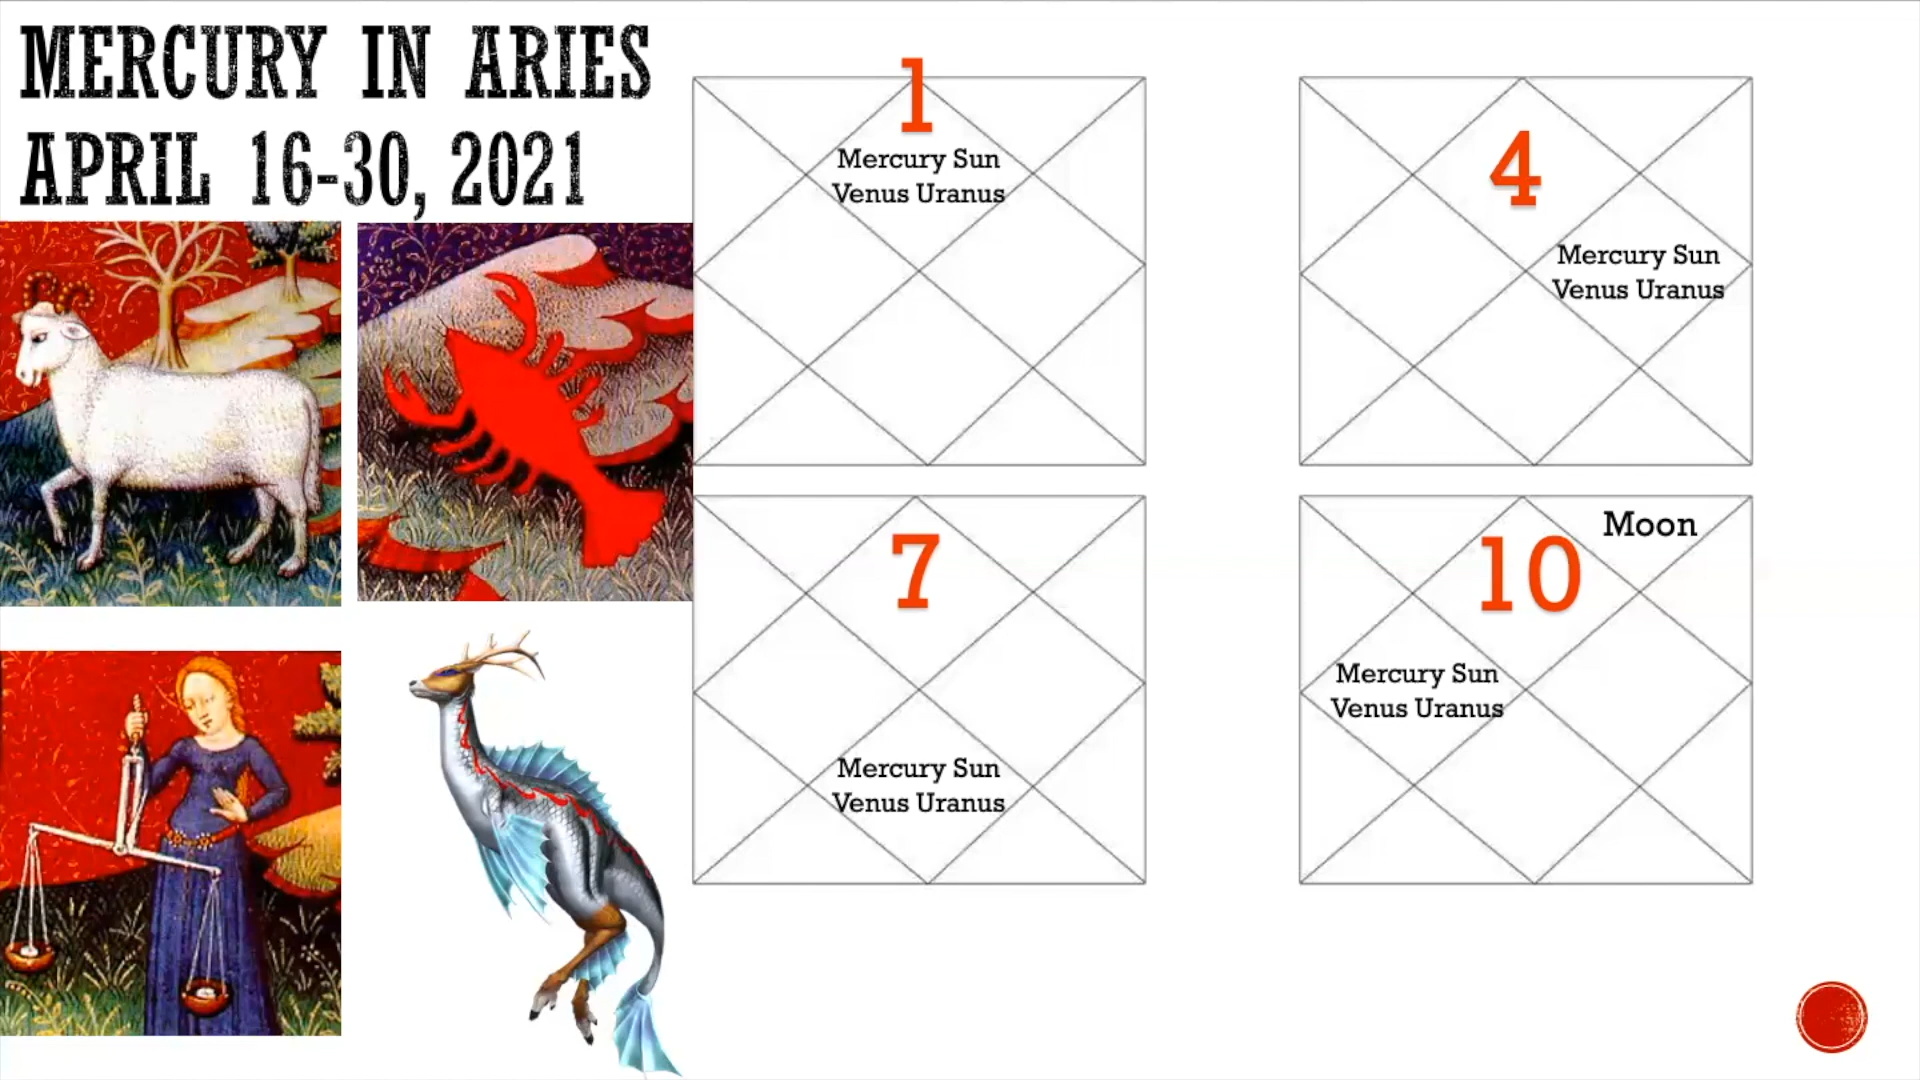 MERCURY IN ARIES
APRIL 16-30, 2021
1
Mercury Sun
Venus Uranus
4
Mercury Sun
Venus Uranus
7
Mercury Sun
Venus Uranus
Moon
10
Mercury Sun
Venus Uranus